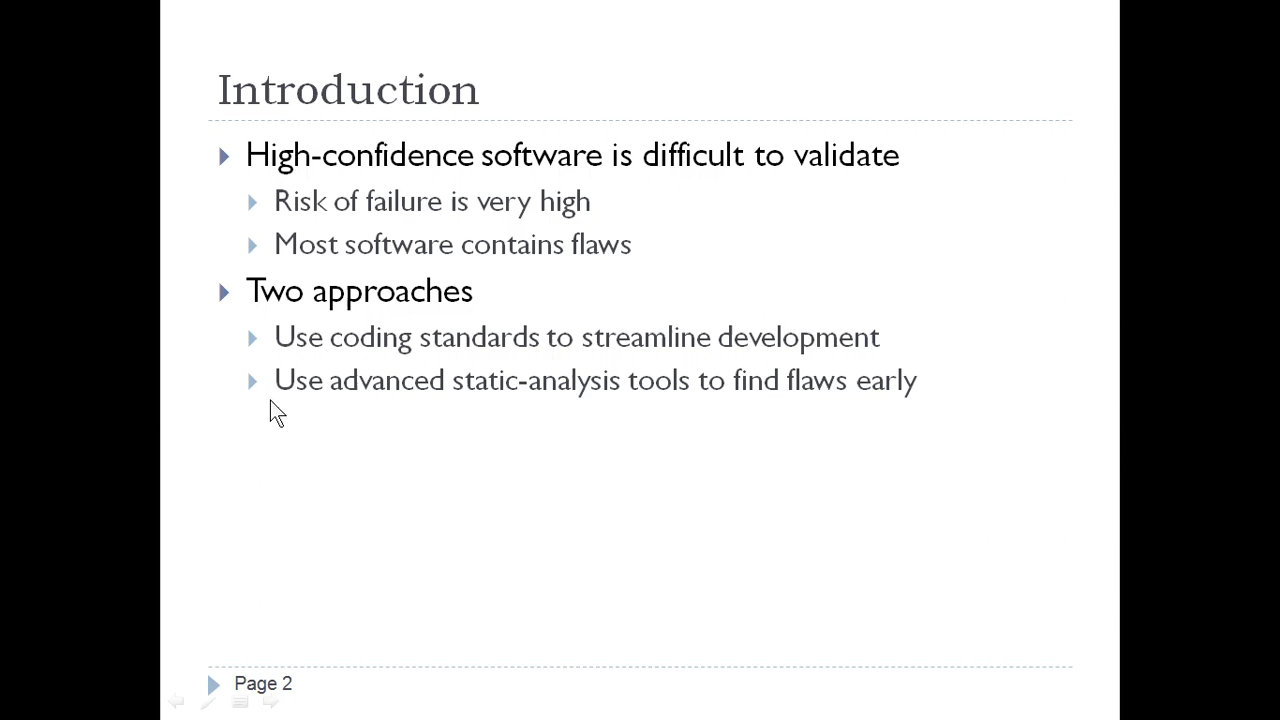 Introduction
High-confidence software is difficult to validate
Risk of failure is very high
Most software contains flaws
Two approaches
Use coding standards to streamline development
Use advanced static-analysis tools to find flaws early
Page 2